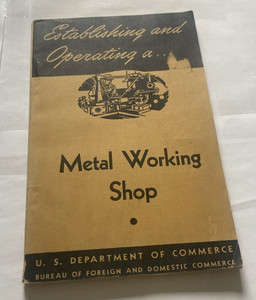 Establishing and
Operating a...
Metal Working
Shop
•
U. S. DEPARTMENT OF COMMERCE
BUREAU OF FOREIGN AND DOMESTIC COMMERCE